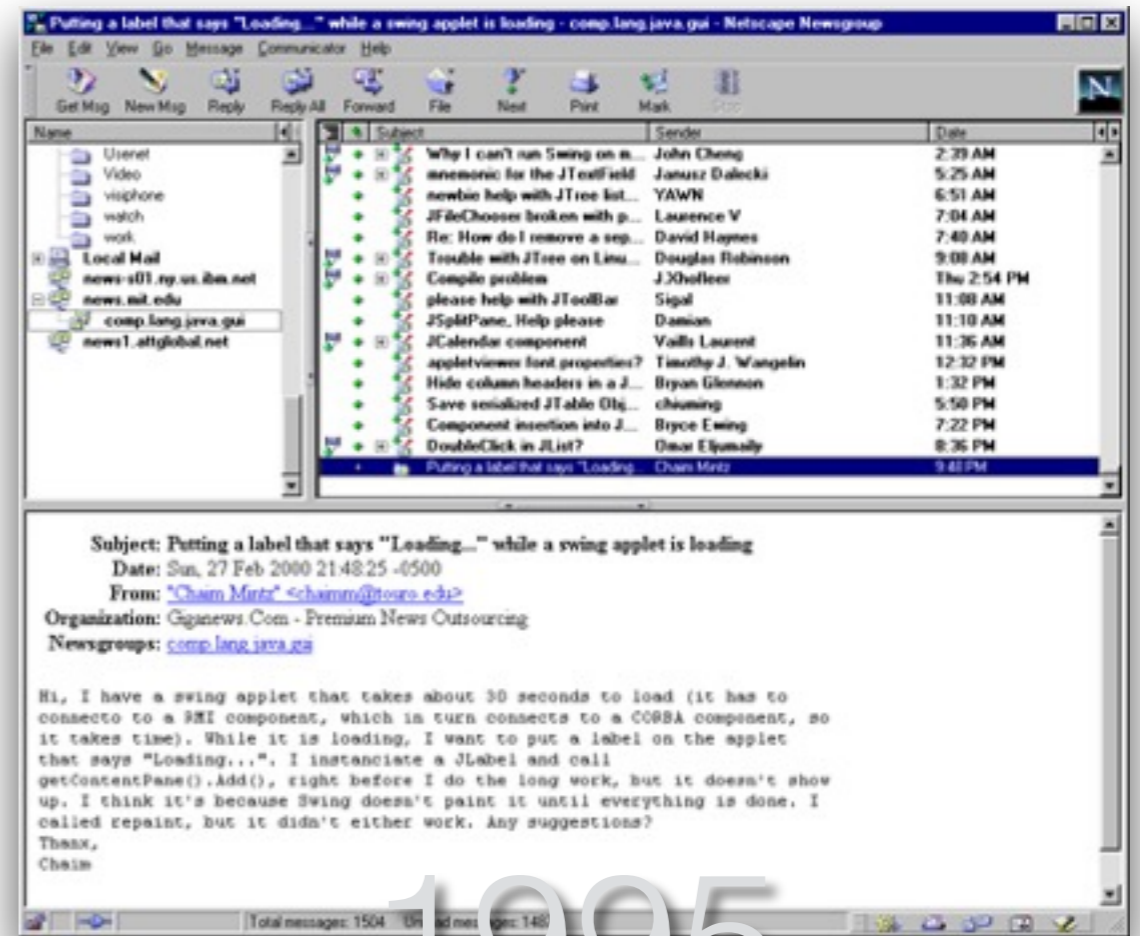 Putting a label that says "Loading..." while a swing applet is loading - comp.lang.java.gui - Netscape Newsgroup
File Edit View Go Message Communicator Help
Get Msg New Msg Reply Reply All Forward File Next Print Mark Stop
N
Name
Usenet
Video
visiphone
watch
work
Local Mail
news-s01.ny.us.ibm.net
news.mit.edu
comp.lang.java.gui
news1.attglobal.net
Subject Sender Date
Why I can't run Swing on m... John Cheng 2:39 AM
mnemonic for the JTextField Janusz Dalecki 5:25 AM
newbie help with JTree list... YAWN 6:51 AM
JFileChooser broken with p... Laurence V 7:04 AM
Re: How do I remove a sep... David Haynes 7:40 AM
Trouble with JTree on Linu... Douglas Robinson 9:08 AM
Compile problem J.Xhofleer Thu 2:54 PM
please help with JToolBar Sigal 11:08 AM
JSplitPane, Help please Damian 11:10 AM
JCalendar component Vaills Laurent 11:36 AM
appletviewer font.properties? Timothy J. Wangelin 12:32 PM
Hide column headers in a J... Bryan Glennon 1:32 PM
Save serialized JTable Obj... chiuming 5:50 PM
Component insertion into J... Bryce Ewing 7:22 PM
DoubleClick in JList? Omar Eljumaily 8:36 PM
Putting a label that says "Loading... Chaim Mintz 9:48 PM
Subject: Putting a label that says "Loading..." while a swing applet is loading
Date: Sun, 27 Feb 2000 21:48:25 -0500
From: "Chaim Mintz" <chaimm@touro.edu>
Organization: Giganews.Com - Premium News Outsourcing
Newsgroups: comp.lang.java.gui
Hi, I have a swing applet that takes about 30 seconds to load (it has to
connecto to a RMI component, which in turn connects to a CORBA component, so
it takes time). While it is loading, I want to put a label on the applet
that says "Loading...". I instanciate a JLabel and call
getContentPane().Add(), right before I do the long work, but it doesn't show
up. I think it's because Swing doesn't paint it until everything is done. I
called repaint, but it didn't either work. Any suggestions?
Thanx,
Chaim
Total messages: 1504
1995